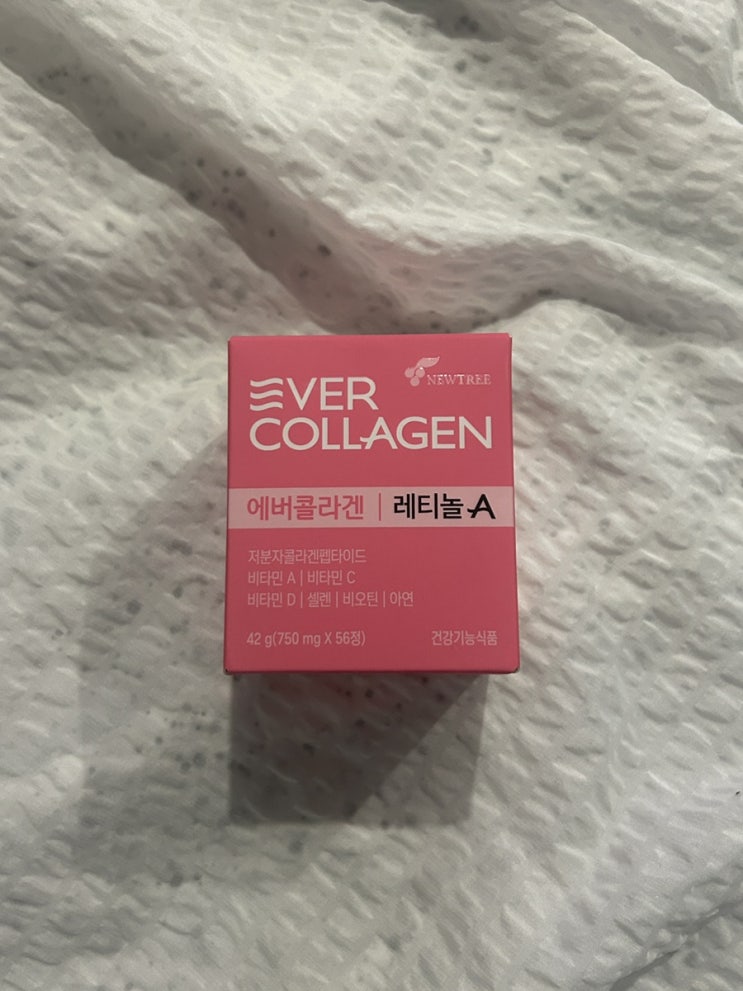 NEWTREE
EVER
COLLAGEN
에버콜라겐 | 레티놀 A
저분자콜라겐펩타이드
비타민 A | 비타민 C
비타민 D | 셀렌 | 비오틴 | 아연
42 g(750 mg X 56정) 건강기능식품